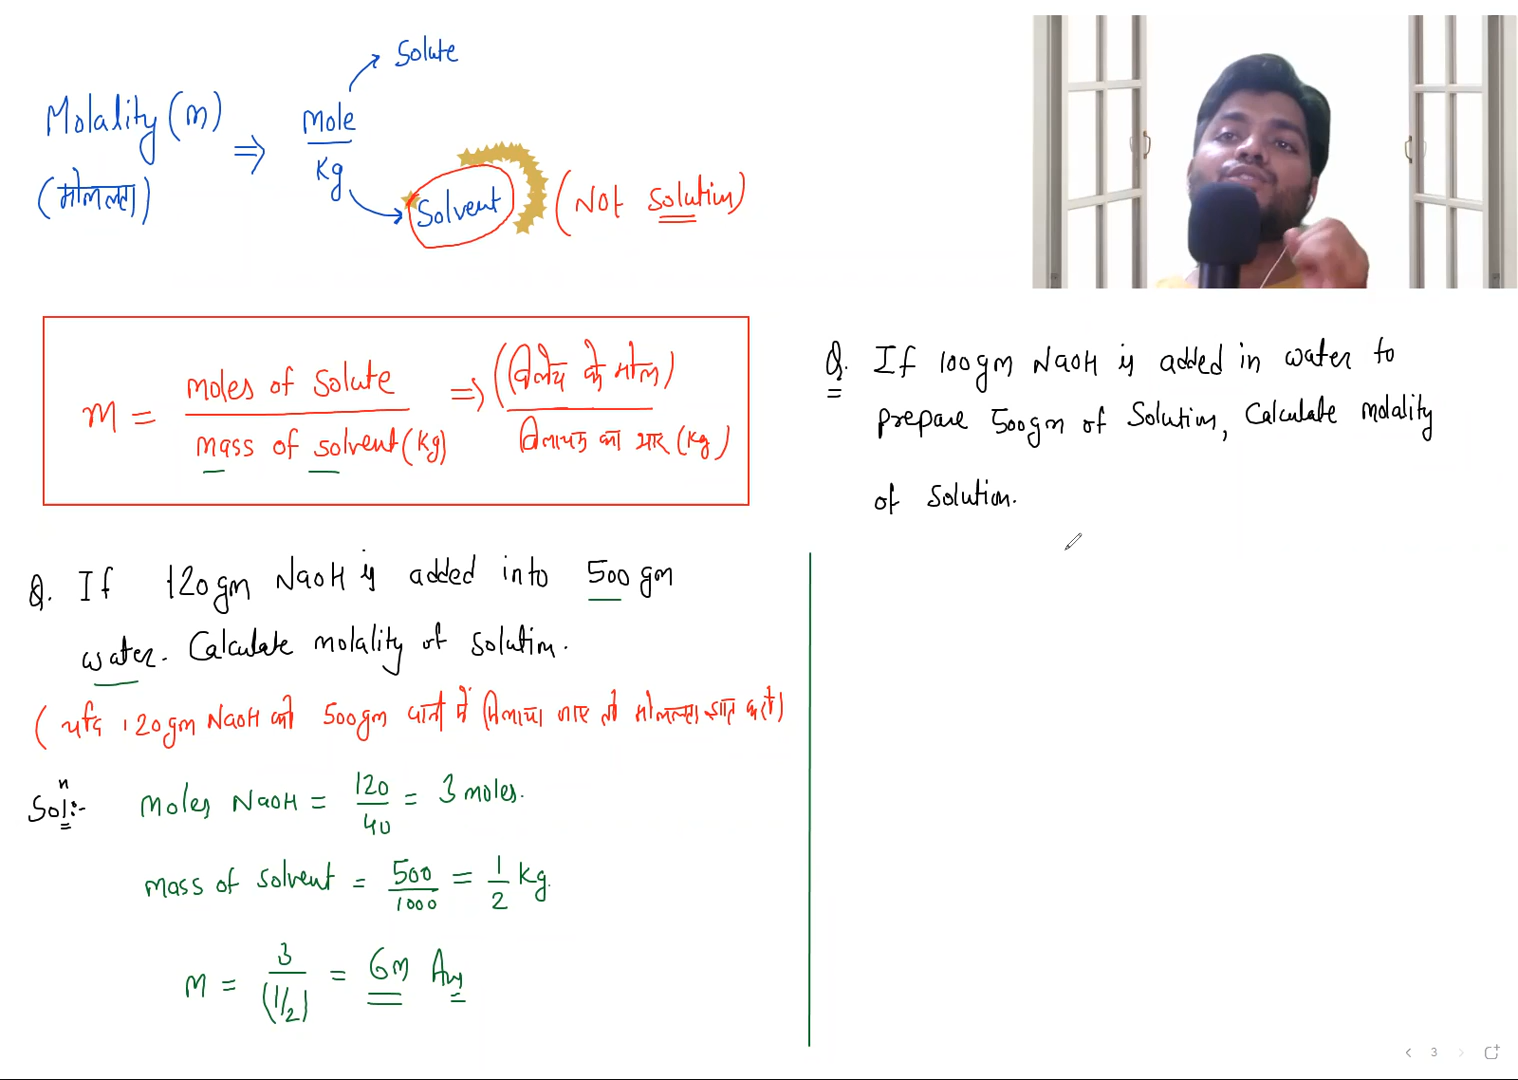 Molality (m) ⇒ mole/kg
Solute
Solvent (Not solution)
(मोललता)
m = moles of solute / mass of solvent (kg) ⇒ (विलेय के मोल) / विलायक का भार (kg)
Q. If 120gm NaOH is added into 500 gm
water. Calculate molality of solution.
(यदि 120gm NaOH को 500gm पानी में मिलाया जाए तो मोललता ज्ञात करो)
Solⁿ:-
moles NaOH = 120/40 = 3 moles.
mass of solvent = 500/1000 = 1/2 kg.
m = 3/(1/2) = 6m Ans
Q. If 100gm NaOH is added in water to
prepare 500gm of solution, Calculate molality
of solution.
3